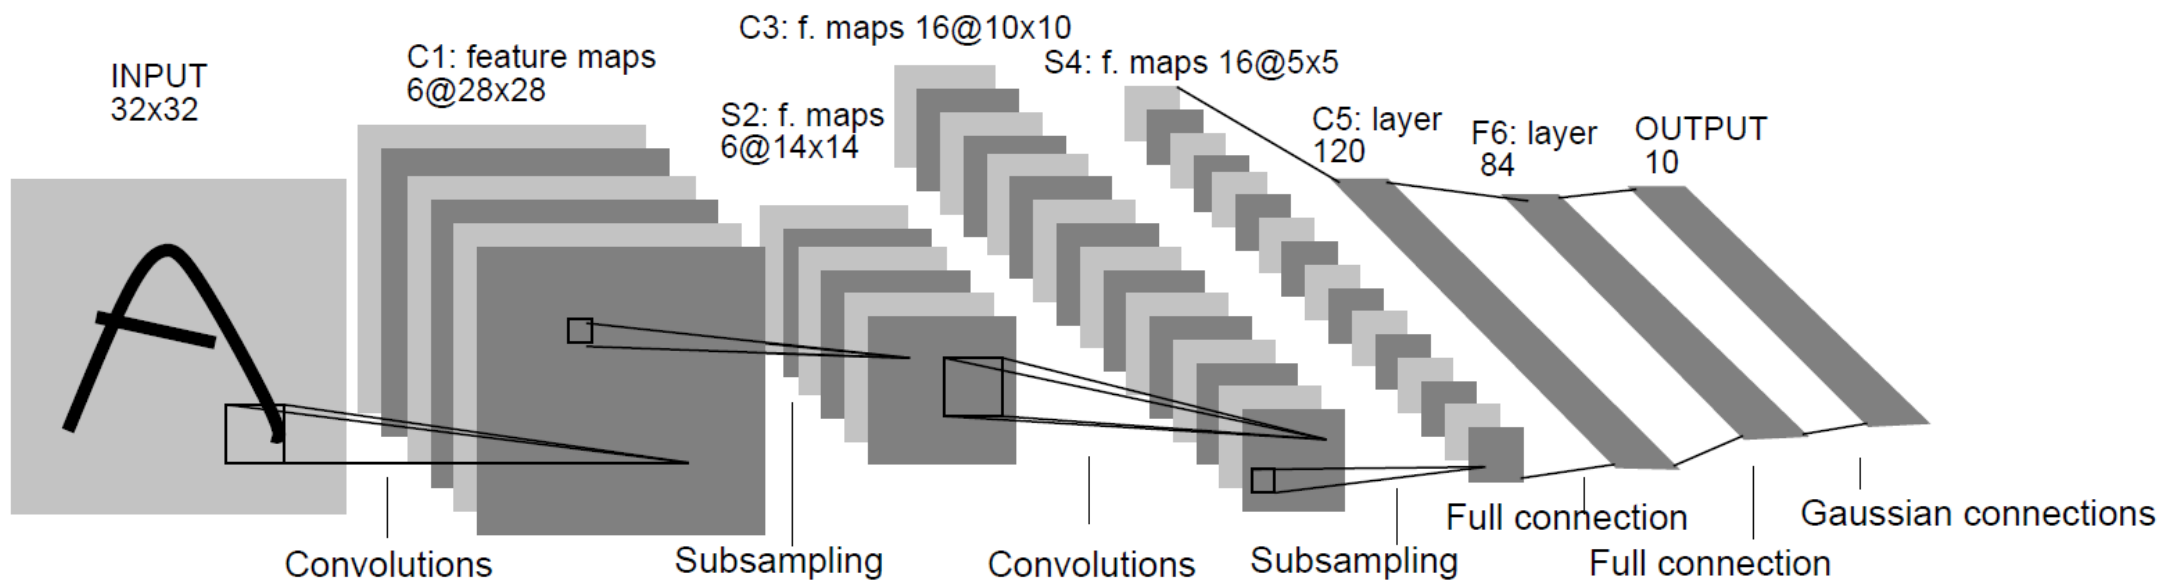 INPUT
32x32
C1: feature maps
6@28x28
S2: f. maps
6@14x14
C3: f. maps 16@10x10
S4: f. maps 16@5x5
C5: layer
120
F6: layer
84
OUTPUT
10
Convolutions
Subsampling
Convolutions
Subsampling
Full connection
Full connection
Gaussian connections